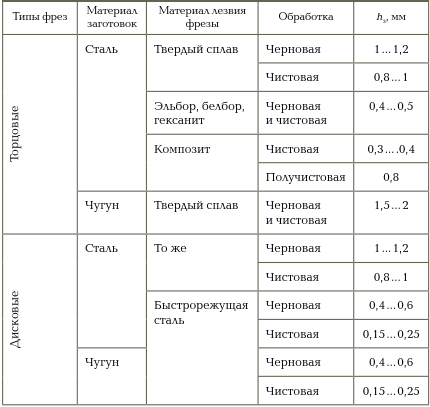 Типы фрез
Материал
заготовок
Материал лезвия
фрезы
Обработка
hз, мм
Торцовые
Сталь
Твердый сплав
Черновая
1 ... 1,2
Чистовая
0,8 ... 1
Эльбор, белбор,
гексанит
Черновая
и чистовая
0,4 ... 0,5
Композит
Чистовая
0,3 ... .0,4
Получистовая
0,8
Чугун
Твердый сплав
Черновая
и чистовая
1,5 ... 2
Дисковые
Сталь
То же
Черновая
1 ... 1,2
Чистовая
0,8 ... 1
Быстрорежущая
сталь
Черновая
0,4 ... 0,6
Чистовая
0,15 ... 0,25
Чугун
Черновая
0,4 ... 0,6
Чистовая
0,15 ... 0,25